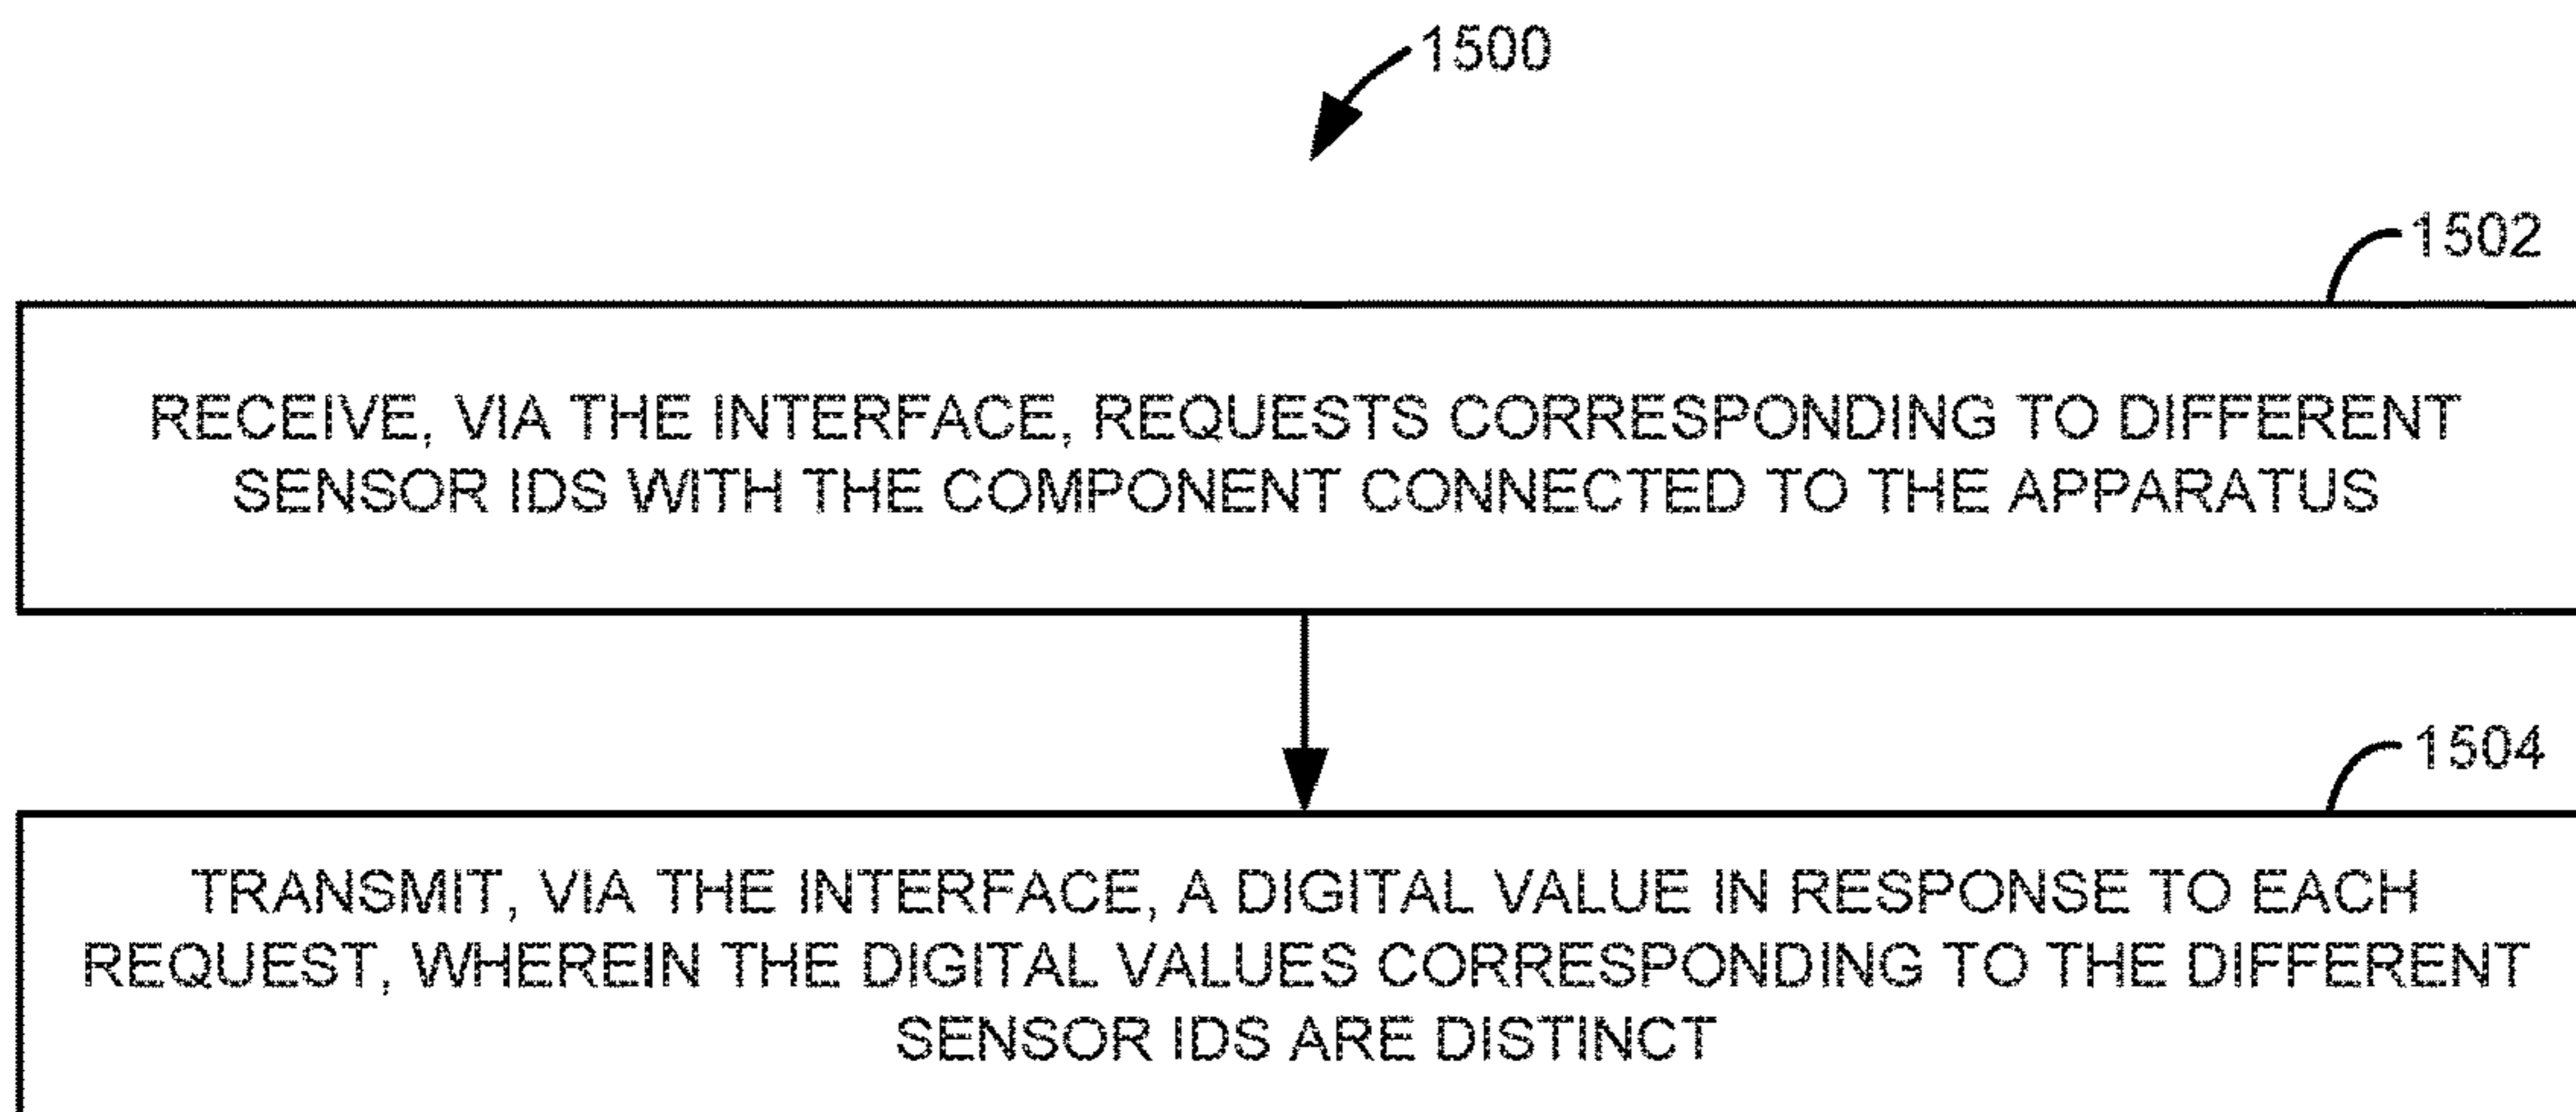 1500
1502
RECEIVE, VIA THE INTERFACE, REQUESTS CORRESPONDING TO DIFFERENT
SENSOR IDS WITH THE COMPONENT CONNECTED TO THE APPARATUS
1504
TRANSMIT, VIA THE INTERFACE, A DIGITAL VALUE IN RESPONSE TO EACH
REQUEST, WHEREIN THE DIGITAL VALUES CORRESPONDING TO THE DIFFERENT
SENSOR IDS ARE DISTINCT